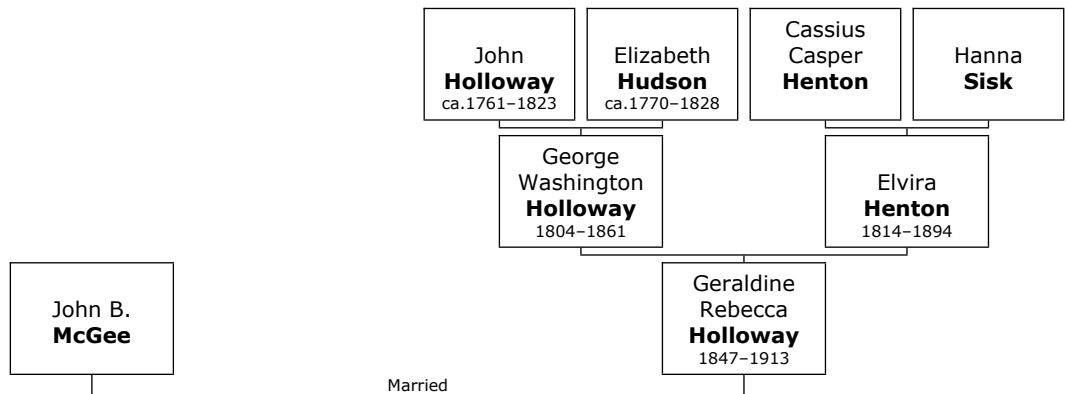 John
Holloway
ca.1761–1823
Elizabeth
Hudson
ca.1770–1828
Cassius
Casper
Henton
Hanna
Sisk
George
Washington
Holloway
1804–1861
Elvira
Henton
1814–1894
John B.
McGee
Geraldine
Rebecca
Holloway
1847–1913
Married